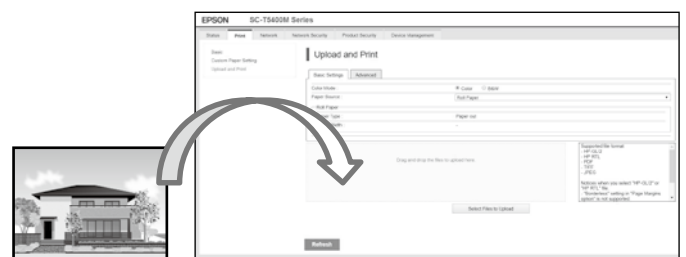 EPSON SC-T5400M Series
Status Print Network Network Security Product Security Device Management
Basic
Custom Paper Setting
Upload and Print
Upload and Print
Basic Settings Advanced
Color Mode : Color Black
Paper Source : Roll Paper
Roll Paper
Paper Type Paper out
-
Drag and drop the files to upload here.
Select Files to Upload
Supported file format
- HP-GL/2
- HP RTL
- PDF
- TIFF
- JPEG
Notices when you select "HP-GL/2" or
"HP RTL" file.
- "Borderless" setting or "Page Margins
option" is not supported.
Refresh